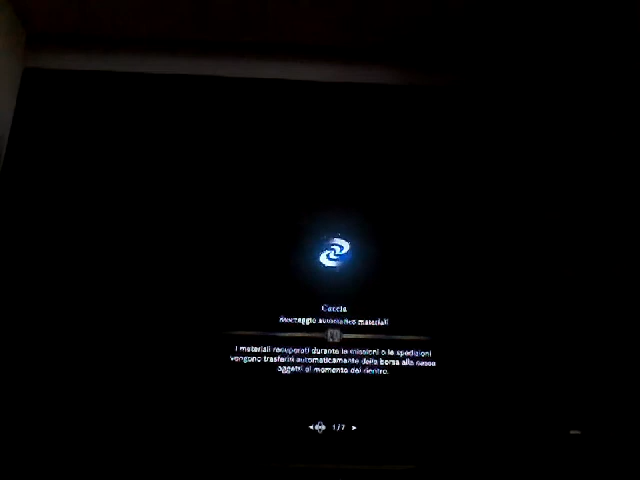 Caccia
Stoccaggio automatico materiali
I materiali recuperati durante le missioni o le spedizioni
vengono trasferiti automaticamente dalla borsa alla cassa
oggetti al momento del rientro.
1/7